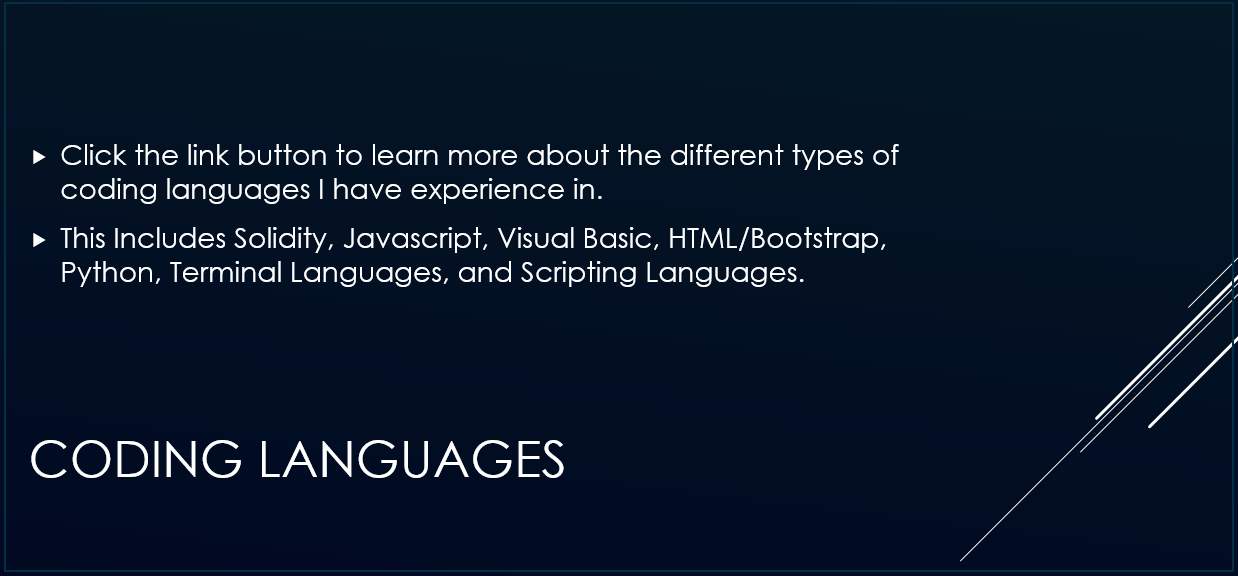 Click the link button to learn more about the different types of
coding languages I have experience in.
This Includes Solidity, Javascript, Visual Basic, HTML/Bootstrap,
Python, Terminal Languages, and Scripting Languages.
CODING LANGUAGES